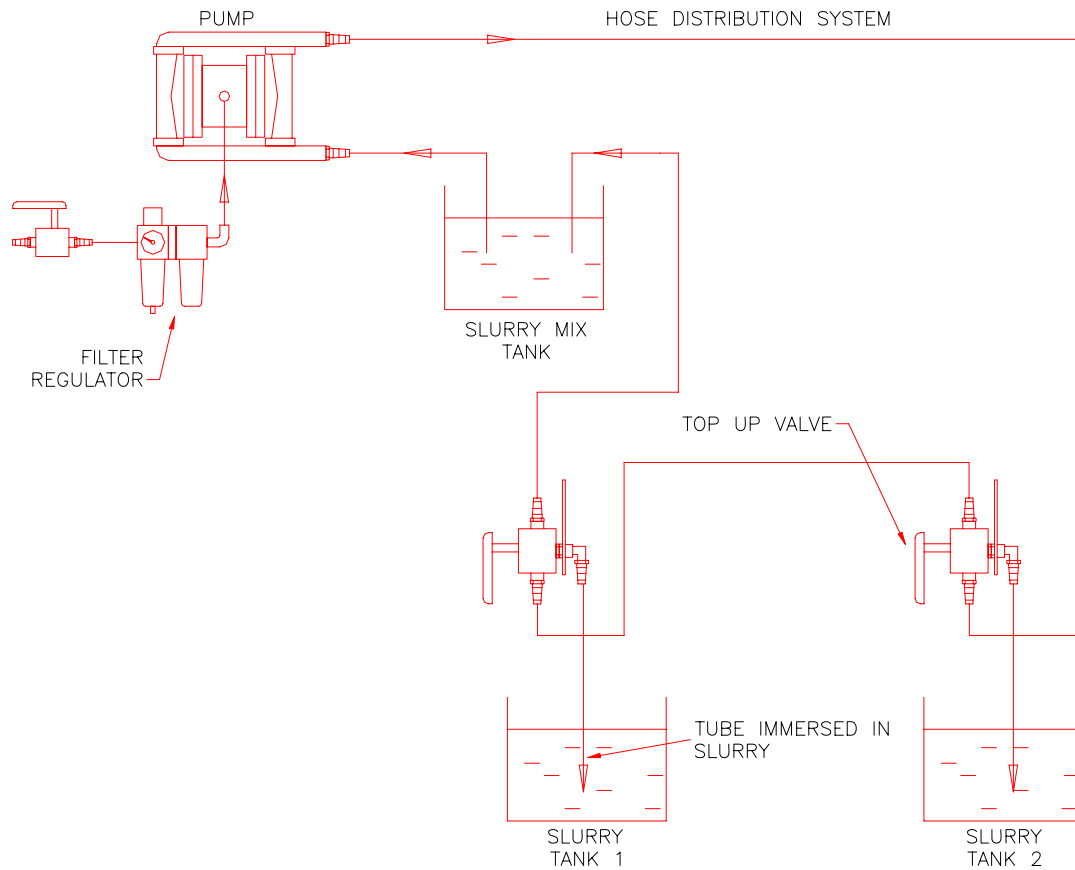 PUMP
HOSE DISTRIBUTION SYSTEM
SLURRY MIX
TANK
FILTER
REGULATOR
TOP UP VALVE
TUBE IMMERSED IN
SLURRY
SLURRY
TANK 1
SLURRY
TANK 2